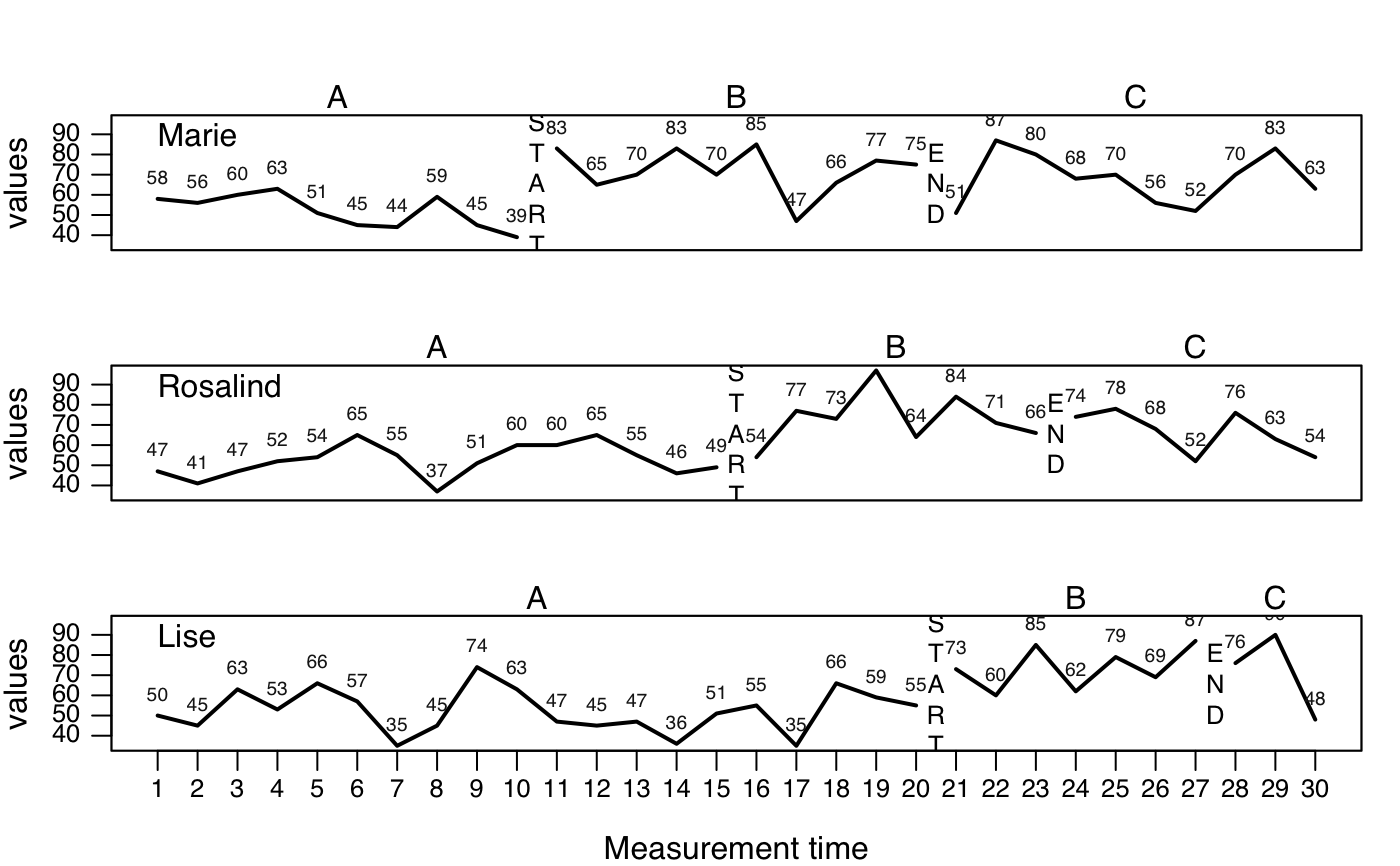 A B C
values
90
80
70
60
50
40
Marie
58 56 60 63 51 45 44 59 45 39
START
83 65 70 83 70 85 47 66 77 75
END
51 87 80 68 70 56 52 70 83 63
A B C
values
90
80
70
60
50
40
Rosalind
47 41 47 52 54 65 55 37 51 60 60 65 55 46 49
START
54 77 73 64 84 71 66
END
74 78 68 52 76 63 54
A B C
values
90
80
70
60
50
40
Lise
50 45 63 53 66 57 35 45 74 63 47 45 47 36 51 55 35 66 59 55
START
73 60 85 62 79 69 87
END
76 90 48
1 2 3 4 5 6 7 8 9 10 11 12 13 14 15 16 17 18 19 20 21 22 23 24 25 26 27 28 29 30
Measurement time